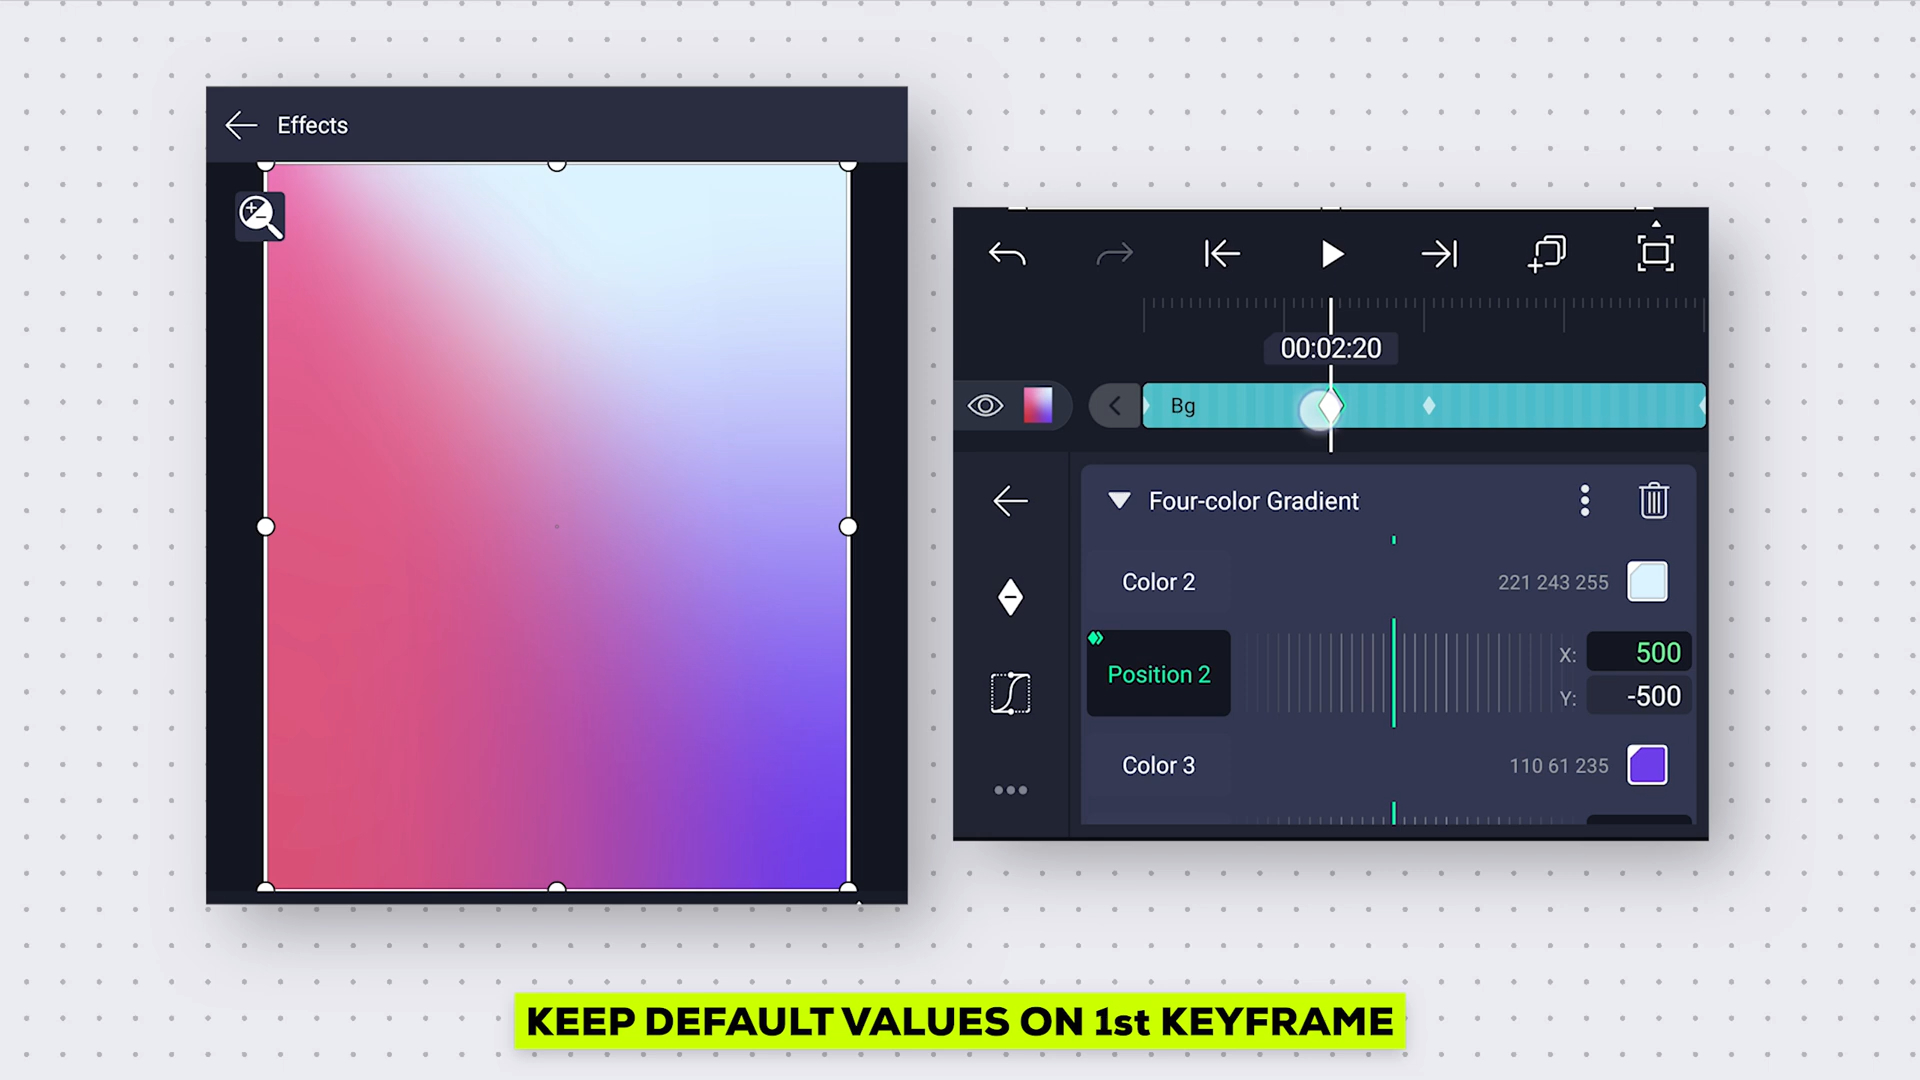 Effects
00:02:20
Bg
Four-color Gradient
Color 2
221 243 255
Position 2
X: 500
Y: -500
Color 3
110 61 235
KEEP DEFAULT VALUES ON 1st KEYFRAME